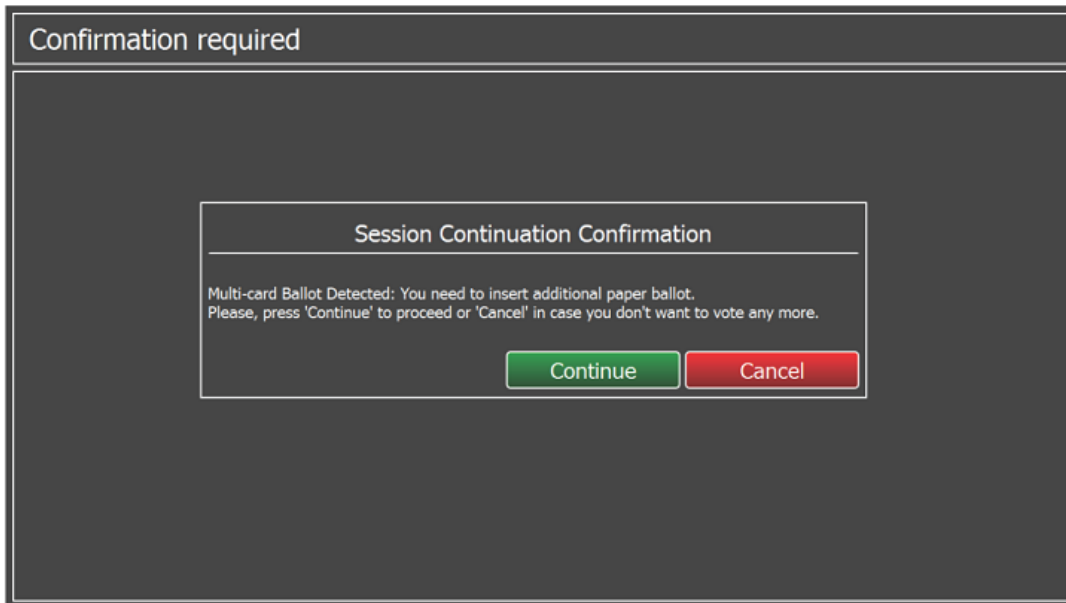 Confirmation required
Session Continuation Confirmation
Multi-card Ballot Detected: You need to insert additional paper ballot.
Please, press 'Continue' to proceed or 'Cancel' in case you don't want to vote any more.
Continue Cancel